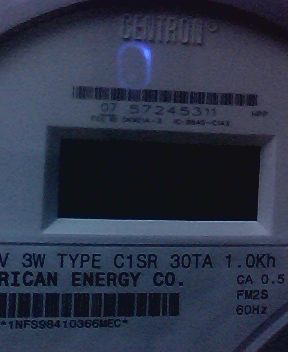 CENTRON®
07 57245311
V 3W TYPE C1SR 30TA 1.0Kh
RICAN ENERGY CO. CA 0.5
FM2S
60Hz
*1NFS98410366MEC*